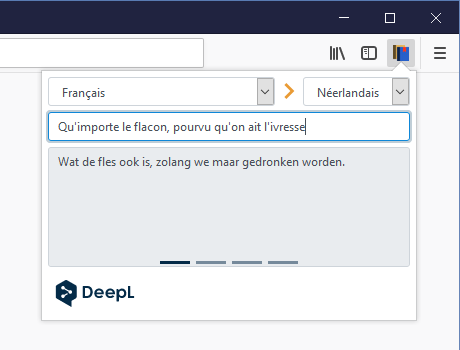 Français
Néerlandais
Qu'importe le flacon, pourvu qu'on ait l'ivresse
Wat de fles ook is, zolang we maar gedronken worden.
DeepL